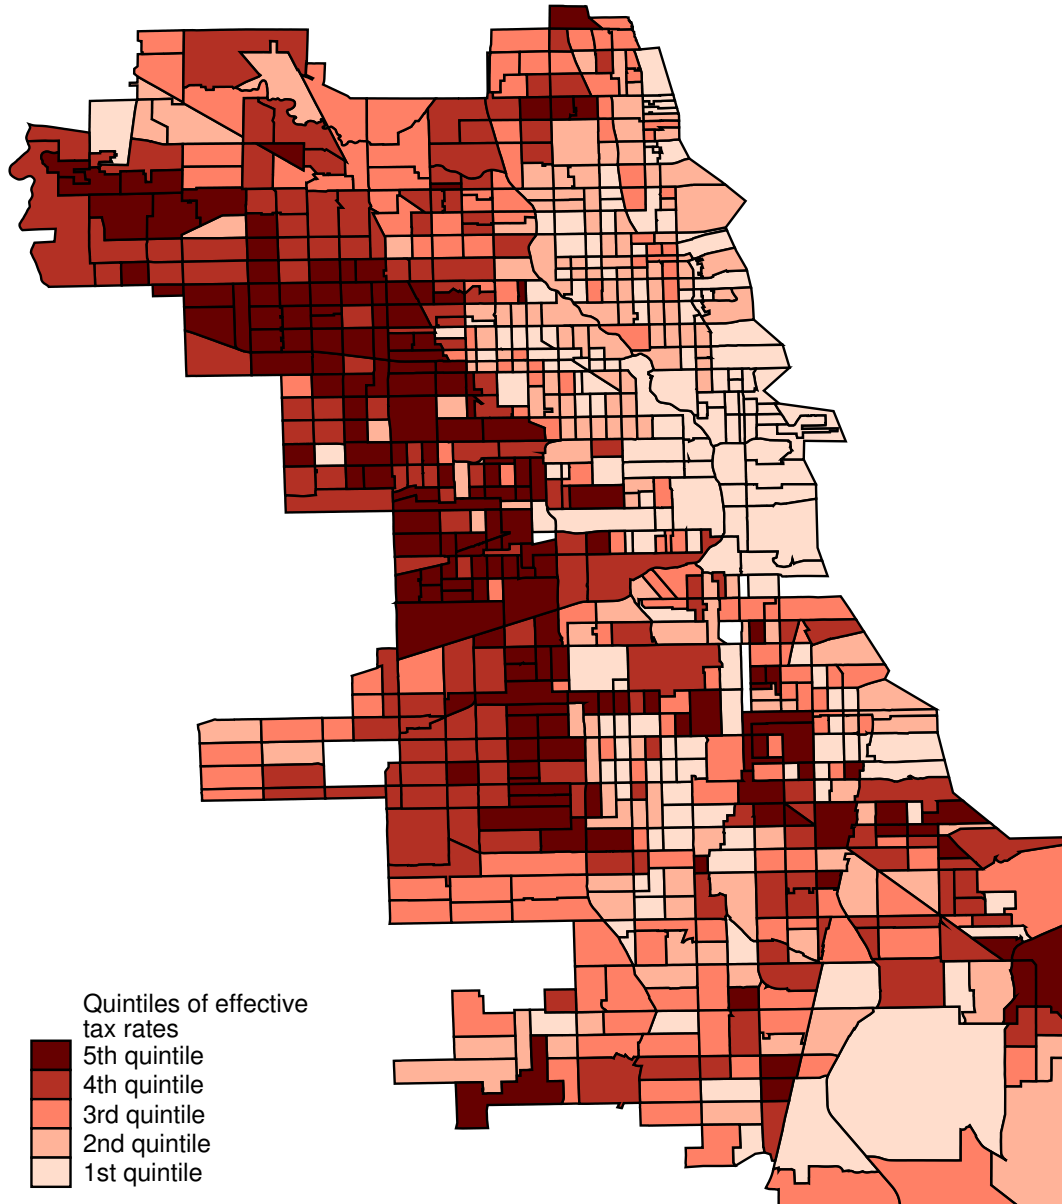 Quintiles of effective
tax rates
5th quintile
4th quintile
3rd quintile
2nd quintile
1st quintile